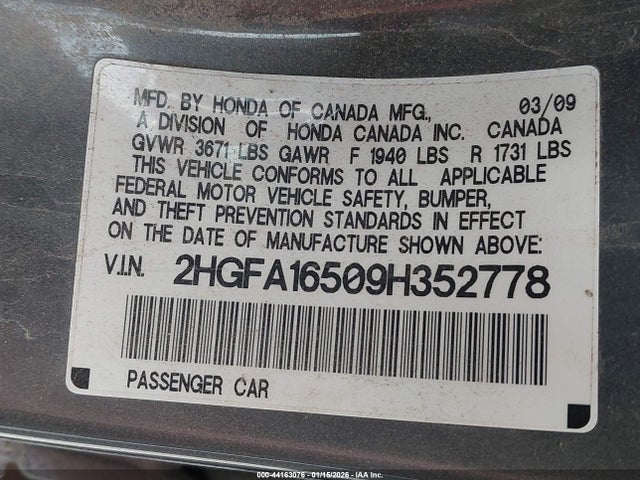 MFD. BY HONDA OF CANADA MFG., 03/09
A DIVISION OF HONDA CANADA INC. CANADA
GVWR 3671 LBS GAWR F 1940 LBS R 1731 LBS
THIS VEHICLE CONFORMS TO ALL APPLICABLE
FEDERAL MOTOR VEHICLE SAFETY, BUMPER,
AND THEFT PREVENTION STANDARDS IN EFFECT
ON THE DATE OF MANUFACTURE SHOWN ABOVE:
V.I.N. 2HGFA16509H352778
PASSENGER CAR
000-44163076 - 01/15/2026 - IAA Inc.